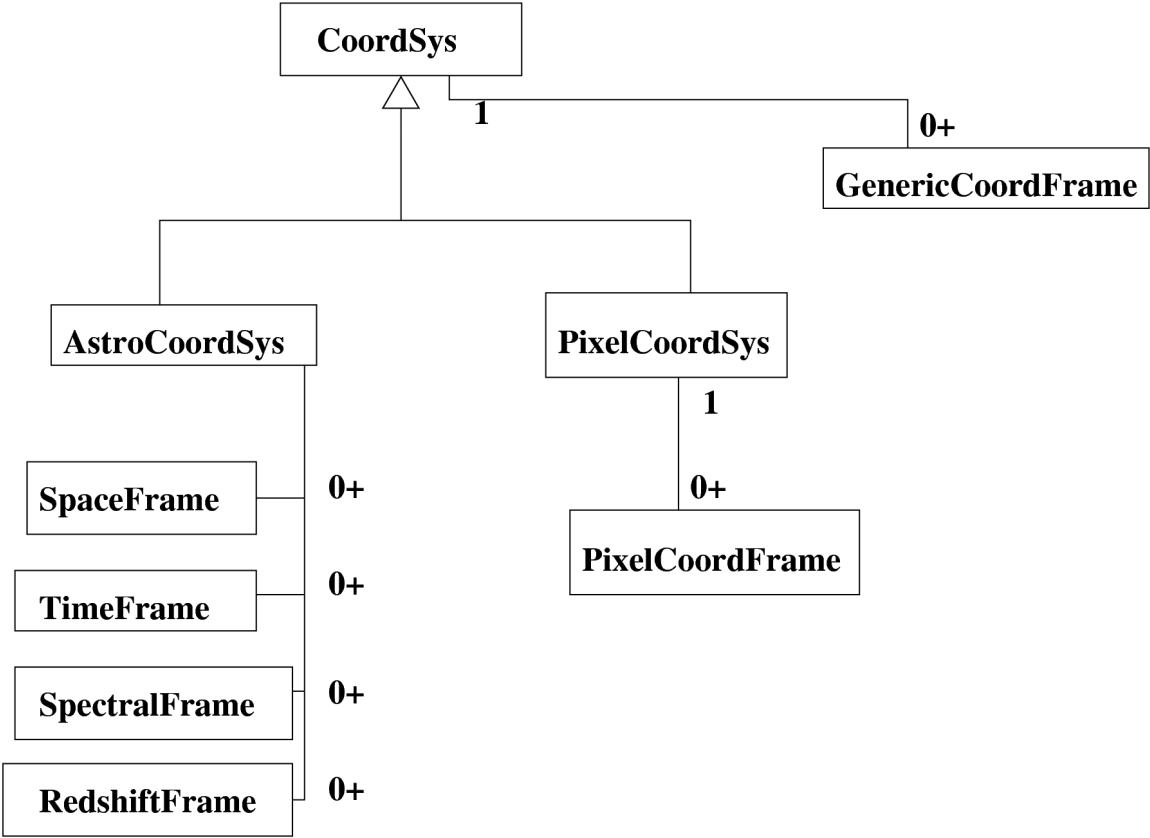 CoordSys
1
0+
GenericCoordFrame
AstroCoordSys
PixelCoordSys
1
0+
SpaceFrame
0+
PixelCoordFrame
0+
TimeFrame
0+
SpectralFrame
0+
RedshiftFrame